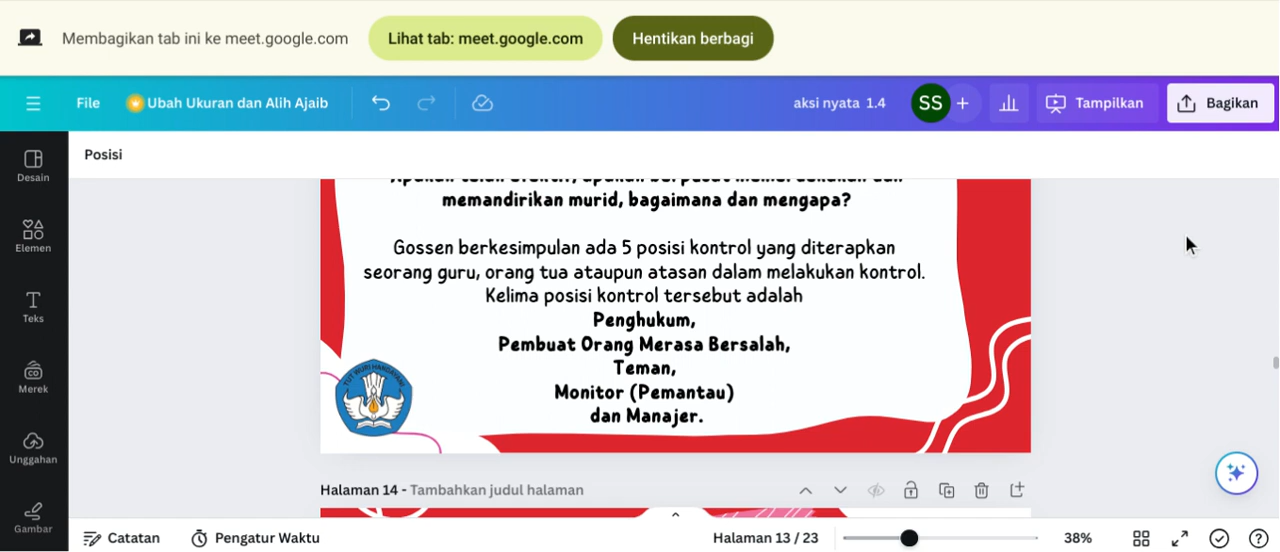 Membagikan tab ini ke meet.google.com
Lihat tab: meet.google.com
Hentikan berbagi
File
Ubah Ukuran dan Alih Ajaib
aksi nyata 1.4
SS
+
Tampilkan
Bagikan
Posisi
Desain
Elemen
Teks
Merek
Unggahan
Gambar
memandirikan murid, bagaimana dan mengapa?
Gossen berkesimpulan ada 5 posisi kontrol yang diterapkan
seorang guru, orang tua ataupun atasan dalam melakukan kontrol.
Kelima posisi kontrol tersebut adalah
Penghukum,
Pembuat Orang Merasa Bersalah,
Teman,
Monitor (Pemantau)
dan Manajer.
TUT WURI HANDAYANI
Halaman 14 - Tambahkan judul halaman
Catatan
Pengatur Waktu
Halaman 13 / 23
38%